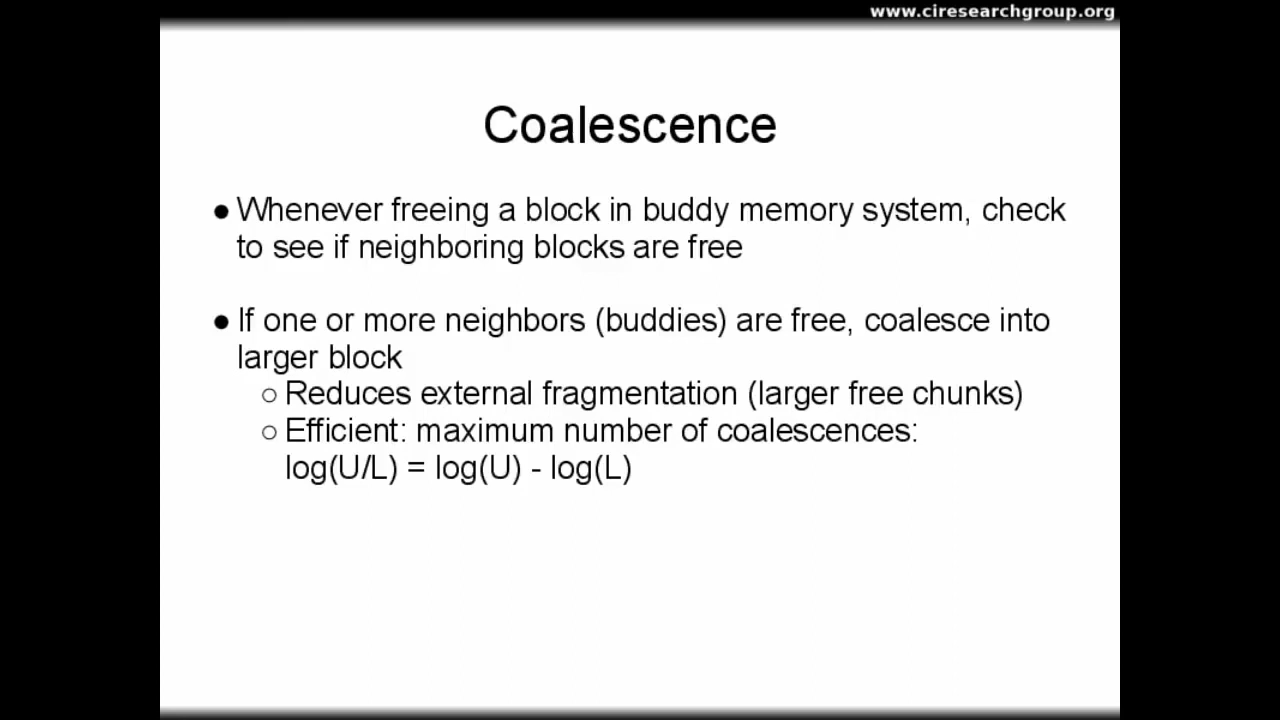 www.ciresearchgroup.org
Coalescence
● Whenever freeing a block in buddy memory system, check
to see if neighboring blocks are free
● If one or more neighbors (buddies) are free, coalesce into
larger block
○ Reduces external fragmentation (larger free chunks)
○ Efficient: maximum number of coalescences:
log(U/L) = log(U) - log(L)